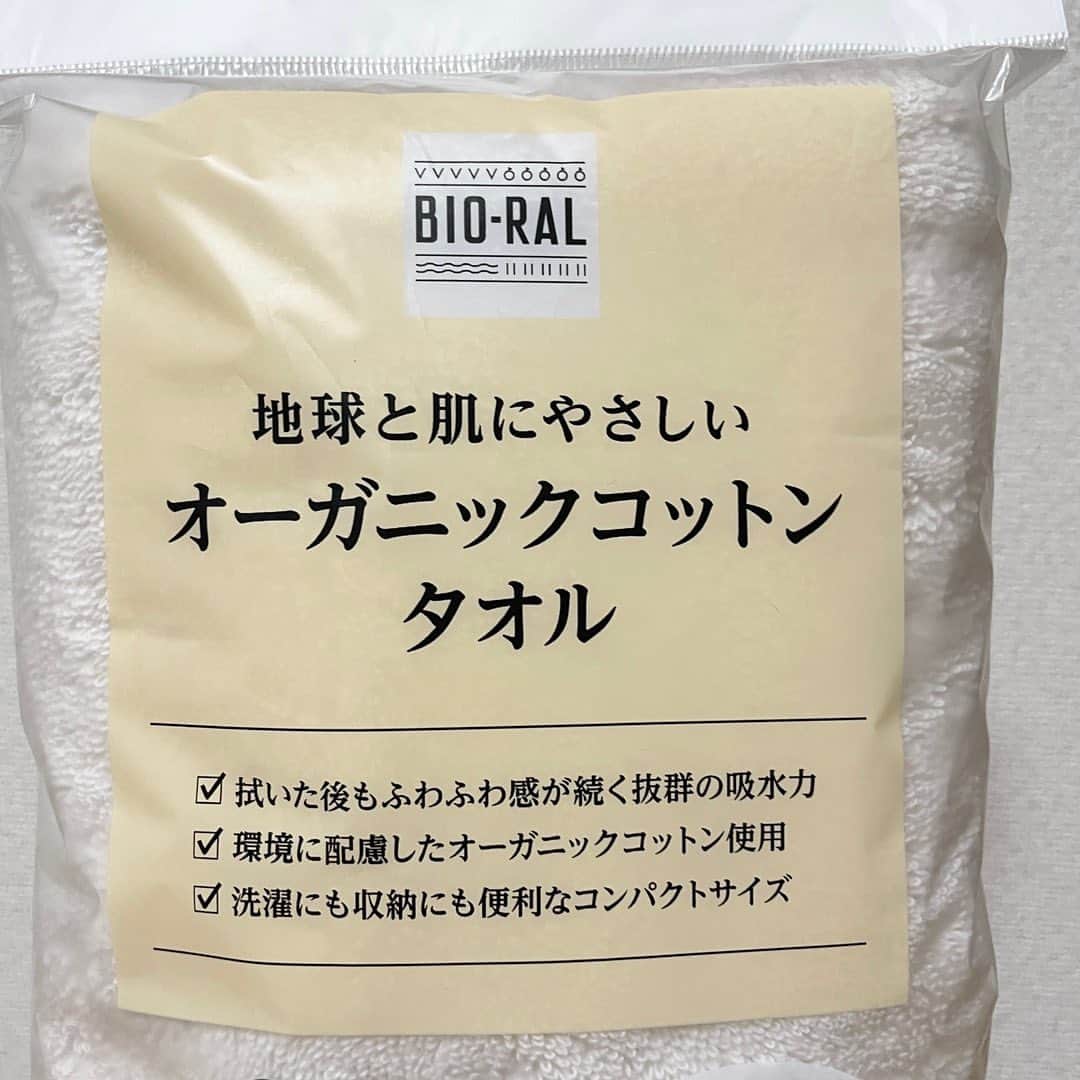 BIO-RAL
地球と肌にやさしい
オーガニックコットン
タオル
拭いた後もふわふわ感が続く抜群の吸水力
環境に配慮したオーガニックコットン使用
洗濯にも収納にも便利なコンパクトサイズ